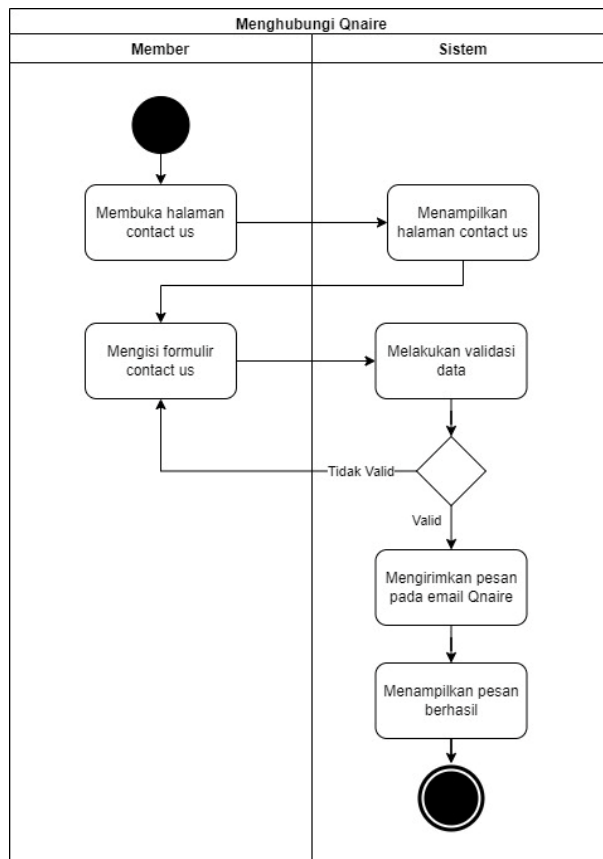 Menghubungi Qnaire
Member
Sistem
Membuka halaman
contact us
Menampilkan
halaman contact us
Mengisi formulir
contact us
Melakukan validasi
data
Tidak Valid
Valid
Mengirimkan pesan
pada email Qnaire
Menampilkan pesan
berhasil